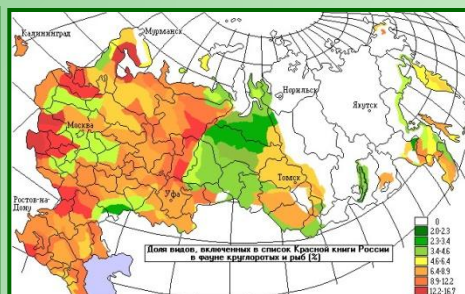 Калининград
Мурманск
Норильск
Якутск
Москва
Томск
Уфа
Ростов-на-
Дону
Доля видов, включенных в список Красной книги России
в фауне круглоротых и рыб (%)
0
2.0-2.3
2.3-3.4
3.4-4.6
4.6-6.4
6.4-8.9
8.9-12.2
12.2-16.7